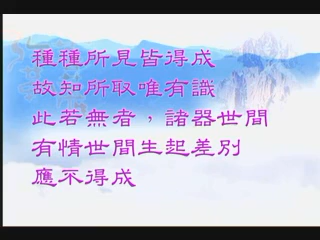 種種所見皆得成
故知所取唯有識
此若無者，諸器世間
有情世間生起差別
應不得成